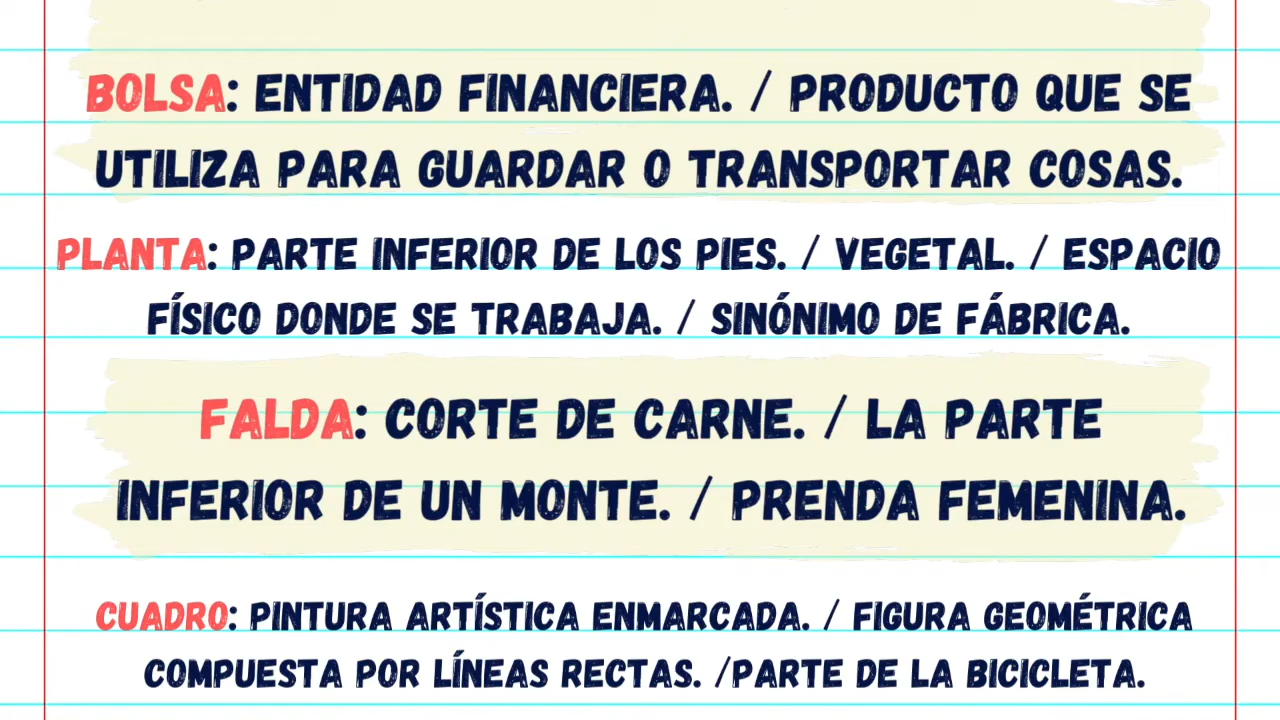 BOLSA: ENTIDAD FINANCIERA. / PRODUCTO QUE SE
UTILIZA PARA GUARDAR O TRANSPORTAR COSAS.
PLANTA: PARTE INFERIOR DE LOS PIES. / VEGETAL. / ESPACIO
FÍSICO DONDE SE TRABAJA. / SINÓNIMO DE FÁBRICA.
FALDA: CORTE DE CARNE. / LA PARTE
INFERIOR DE UN MONTE. / PRENDA FEMENINA.
CUADRO: PINTURA ARTÍSTICA ENMARCADA. / FIGURA GEOMÉTRICA
COMPUESTA POR LÍNEAS RECTAS. /PARTE DE LA BICICLETA.